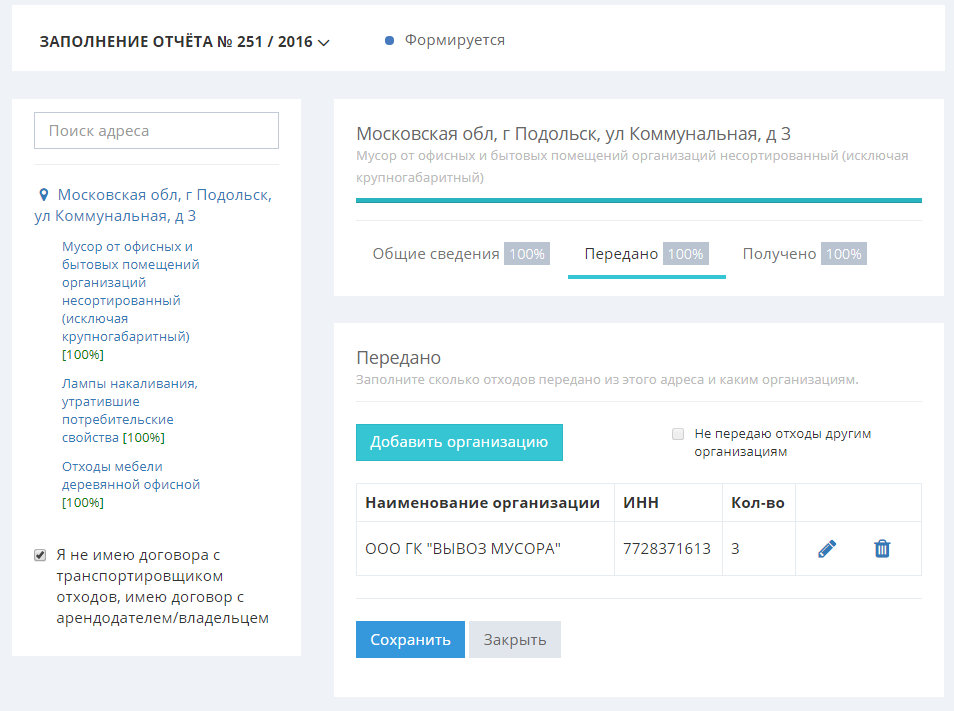 ЗАПОЛНЕНИЕ ОТЧЁТА № 251 / 2016
Формируется
Поиск адреса
Московская обл, г Подольск,
ул Коммунальная, д 3
Мусор от офисных и
бытовых помещений
организаций
несортированный
(исключая
крупногабаритный)
[100%]
Лампы накаливания,
утратившие
потребительские
свойства [100%]
Отходы мебели
деревянной офисной
[100%]
Я не имею договора с
транспортировщиком
отходов, имею договор с
арендодателем/владельцем
Московская обл, г Подольск, ул Коммунальная, д 3
Мусор от офисных и бытовых помещений организаций несортированный (исключая
крупногабаритный)
Общие сведения 100% Передано 100% Получено 100%
Передано
Заполните сколько отходов передано из этого адреса и каким организациям.
Добавить организацию
Не передаю отходы другим
организациям
Наименование организации ИНН Кол-во
ООО ГК "ВЫВОЗ МУСОРА" 7728371613 3
Сохранить Закрыть